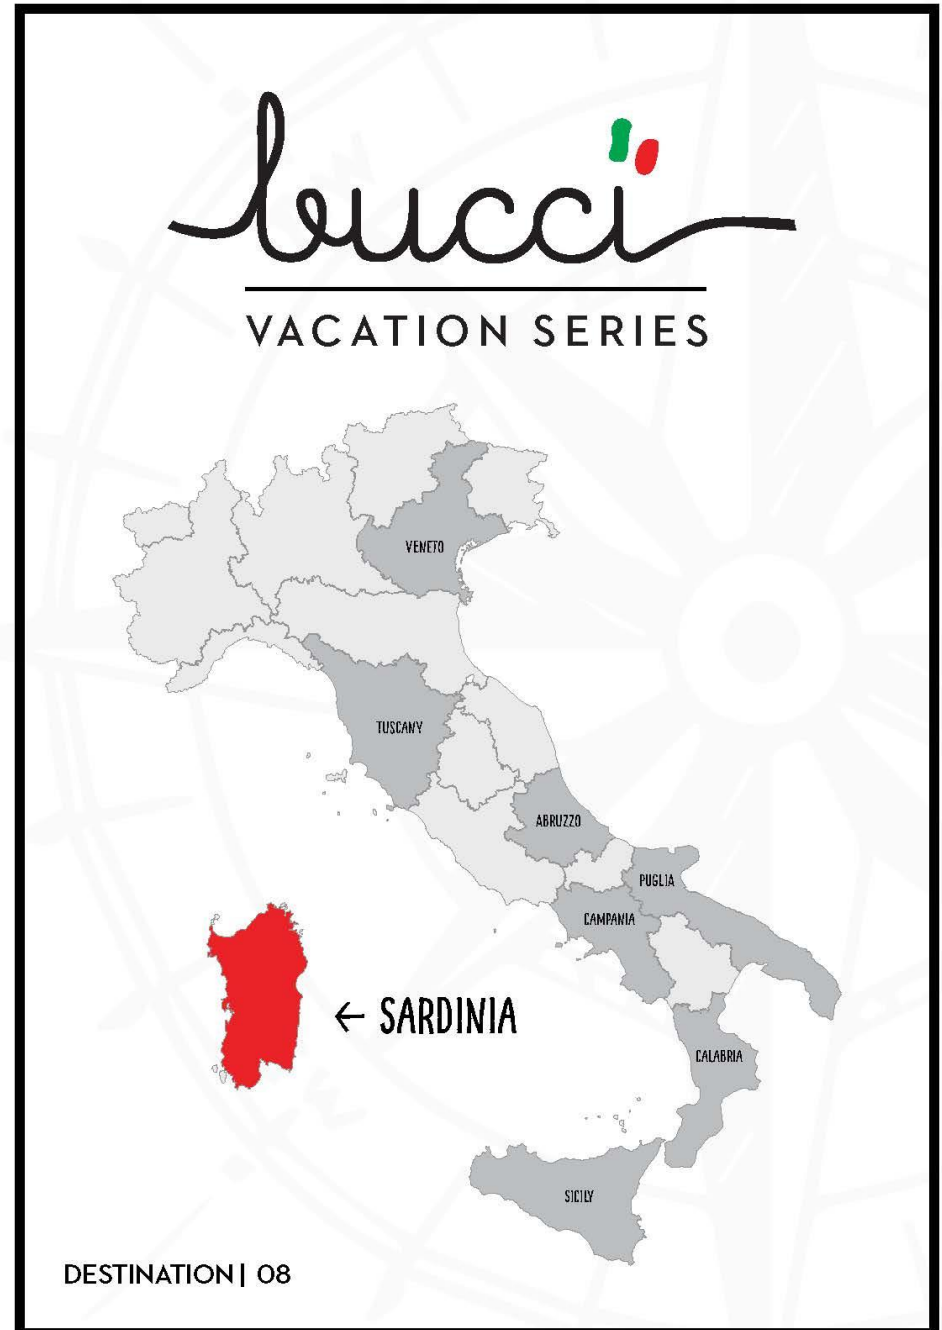 bucci
VACATION SERIES
VENETO
TUSCANY
ABRUZZO
PUGLIA
CAMPANIA
← SARDINIA
CALABRIA
SICILY
DESTINATION| 08